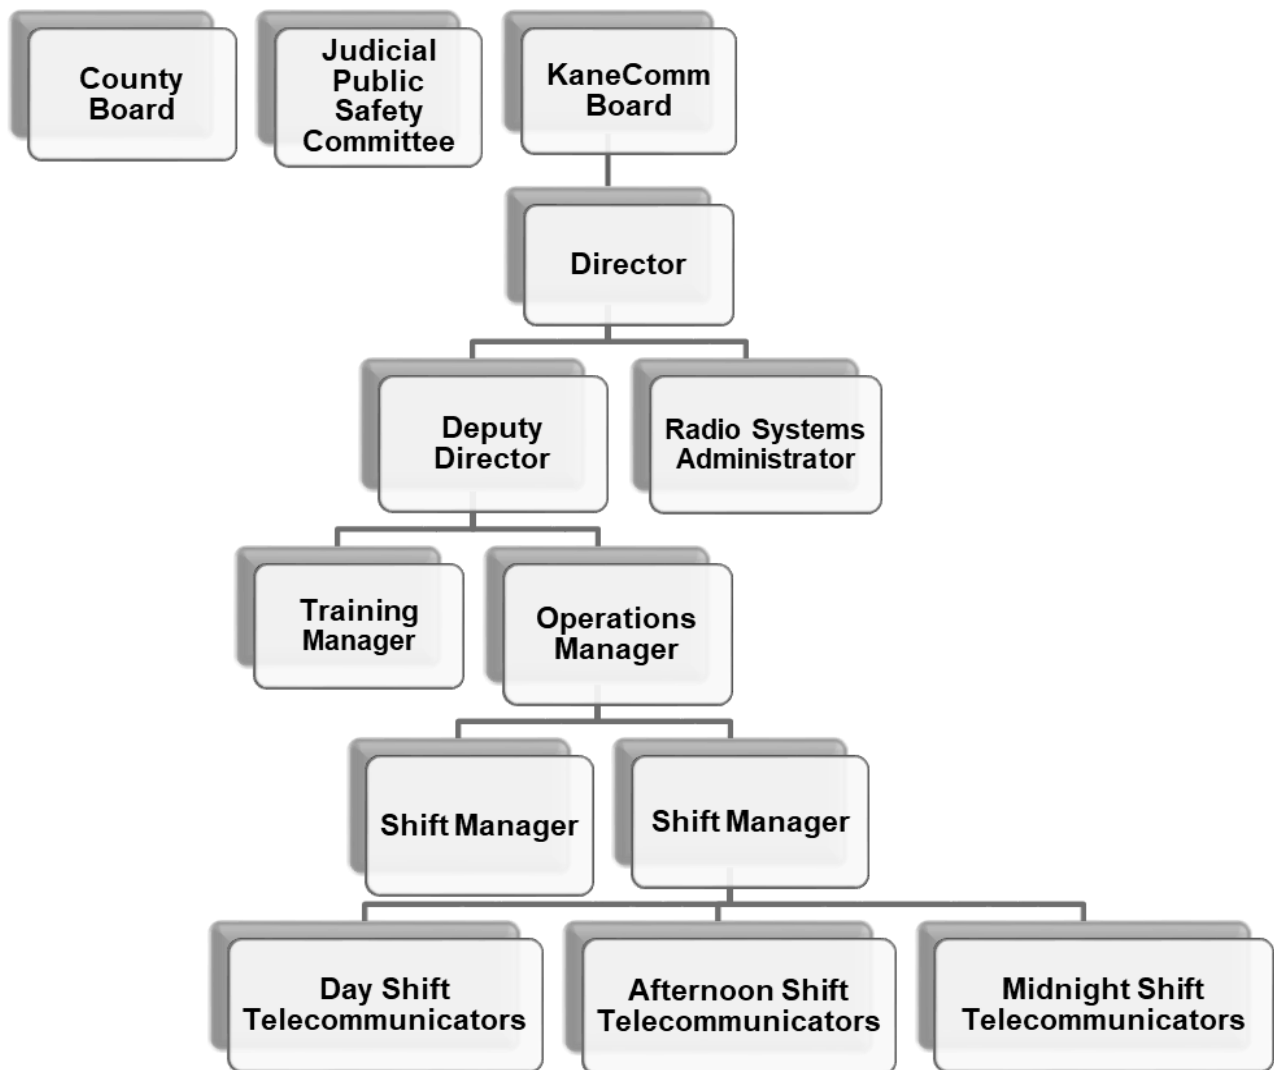 County
Board
Judicial
Public
Safety
Committee
KaneComm
Board
Director
Deputy
Director
Radio Systems
Administrator
Training
Manager
Operations
Manager
Shift Manager
Shift Manager
Day Shift
Telecommunicators
Afternoon Shift
Telecommunicators
Midnight Shift
Telecommunicators